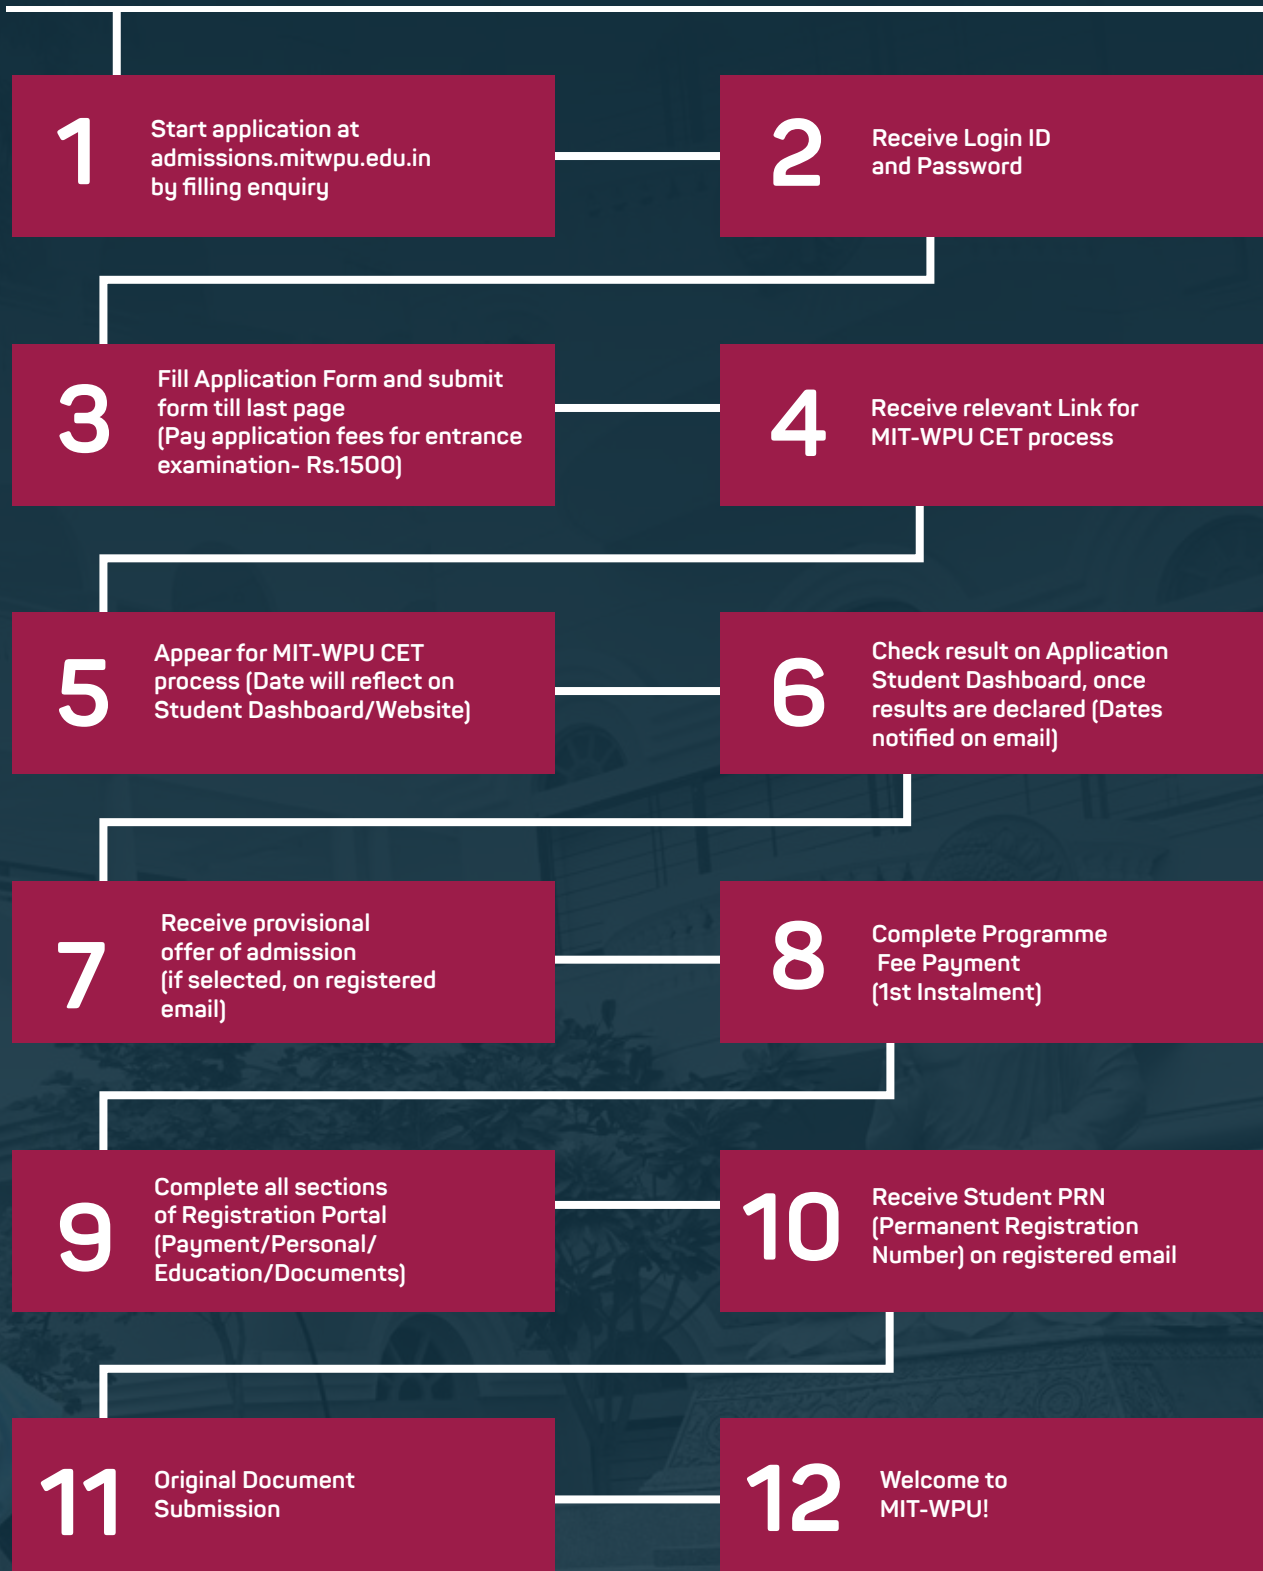 1
Start application at
admissions.mitwpu.edu.in
by filling enquiry
2
Receive Login ID
and Password
3
Fill Application Form and submit
form till last page
(Pay application fees for entrance
examination- Rs.1500)
4
Receive relevant Link for
MIT-WPU CET process
5
Appear for MIT-WPU CET
process (Date will reflect on
Student Dashboard/Website)
6
Check result on Application
Student Dashboard, once
results are declared (Dates
notified on email)
7
Receive provisional
offer of admission
(if selected, on registered
email)
8
Complete Programme
Fee Payment
(1st Instalment)
9
Complete all sections
of Registration Portal
(Payment/Personal/
Education/Documents)
10
Receive Student PRN
(Permanent Registration
Number) on registered email
11
Original Document
Submission
12
Welcome to
MIT-WPU!